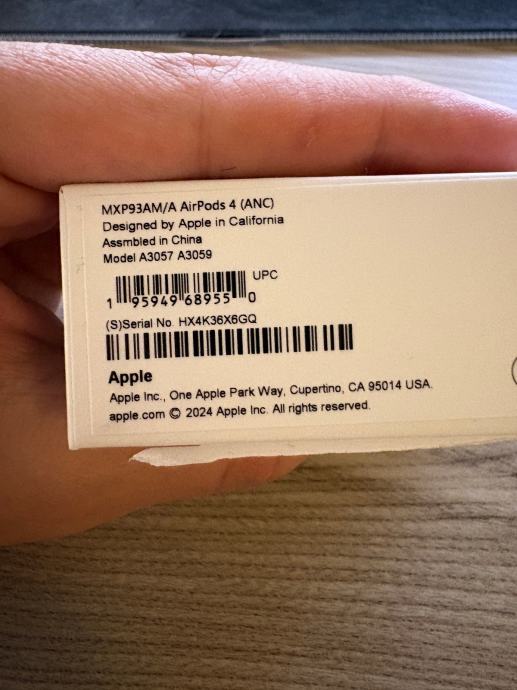 MXP93AM/A AirPods 4 (ANC)
Designed by Apple in California
Assmbled in China
Model A3057 A3059
UPC
1 95949 68955 0
(S)Serial No. HX4K36X6GQ
Apple
Apple Inc., One Apple Park Way, Cupertino, CA 95014 USA.
apple.com © 2024 Apple Inc. All rights reserved.